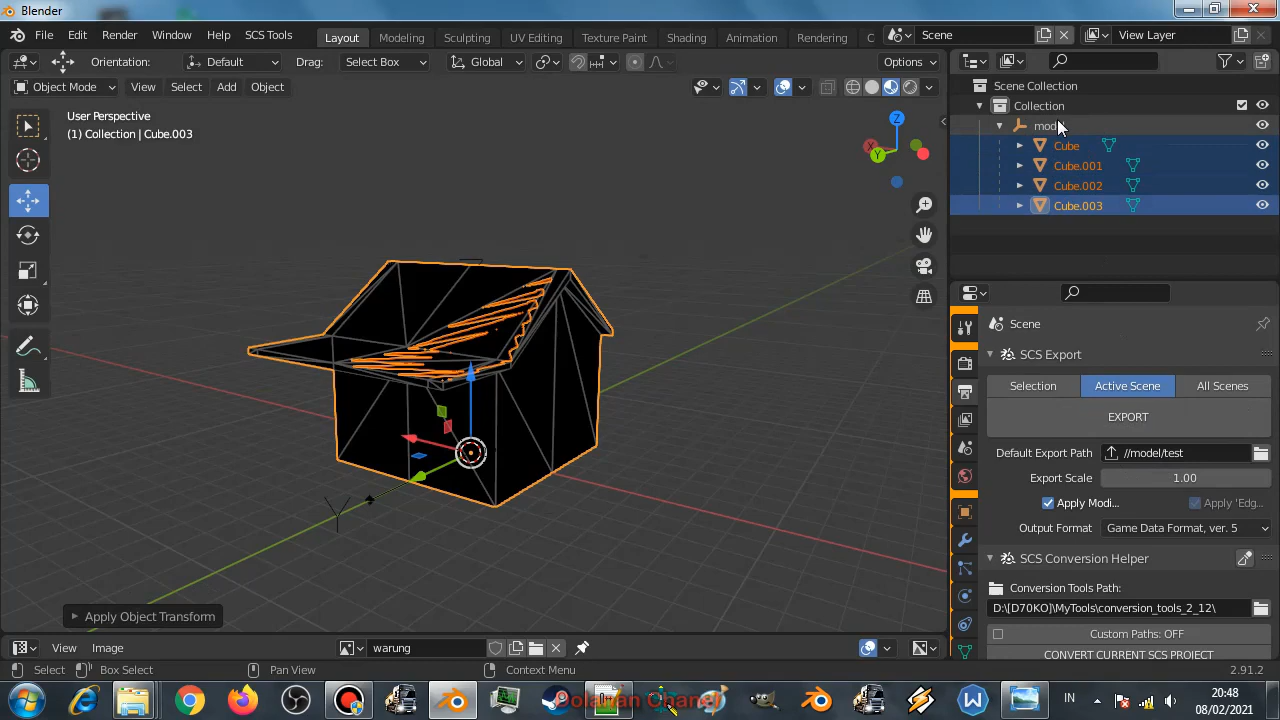 Blender
File Edit Render Window Help SCS Tools
Layout Modeling Sculpting UV Editing Texture Paint Shading Animation Rendering C
Scene View Layer
Orientation: Default Drag: Select Box Global Options
Object Mode View Select Add Object
User Perspective
(1) Collection | Cube.003
Z
X
Y
Scene Collection
Collection
Cube
Cube.001
Cube.002
Cube.003
Scene
SCS Export
Selection Active Scene All Scenes
EXPORT
Default Export Path //model/test
Export Scale 1.00
Apply Modi... Apply 'Edg...
Output Format Game Data Format, ver. 5
SCS Conversion Helper
Conversion Tools Path:
D:\[D70KO]\MyTools\conversion_tools_2_12\
Custom Paths: OFF
CONVERT CURRENT SCS PROJECT
Apply Object Transform
View Image warung
Select Box Select Pan View Context Menu 2.91.2
Dolanan Chanel
IN
20:48
08/02/2021